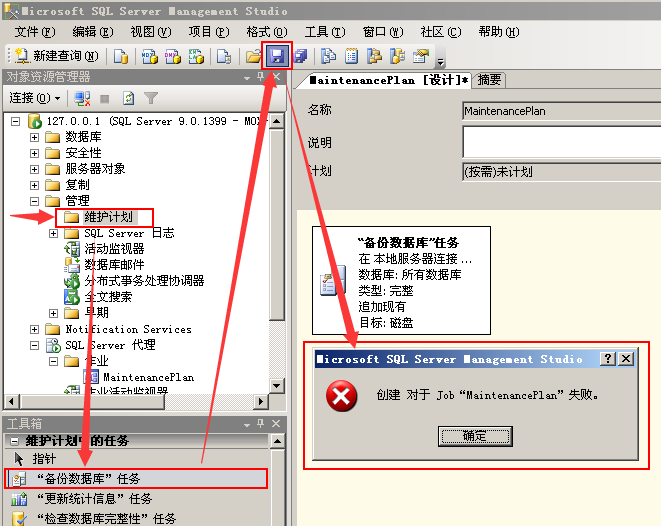 Microsoft SQL Server Management Studio
文件(F) 编辑(E) 视图(V) 项目(P) 格式(O) 工具(T) 窗口(W) 社区(C) 帮助(H)
新建查询(N)
对象资源管理器
连接(O)
127.0.0.1 (SQL Server 9.0.1399 - MOX
数据库
安全性
服务器对象
复制
管理
维护计划
SQL Server 日志
活动监视器
数据库邮件
分布式事务处理协调器
全文搜索
早期
Notification Services
SQL Server 代理
作业
MaintenancePlan
作业活动监视器
工具箱
维护计划中的任务
指针
“备份数据库”任务
“更新统计信息”任务
“检查数据库完整性”任务
MaintenancePlan [设计]* 摘要
名称 MaintenancePlan
说明
计划 (按需)未计划
“备份数据库”任务
在 本地服务器连接 ...
数据库: 所有数据库
类型: 完整
追加现有
目标: 磁盘
Microsoft SQL Server Management Studio
创建 对于 Job“MaintenancePlan”失败。
确定